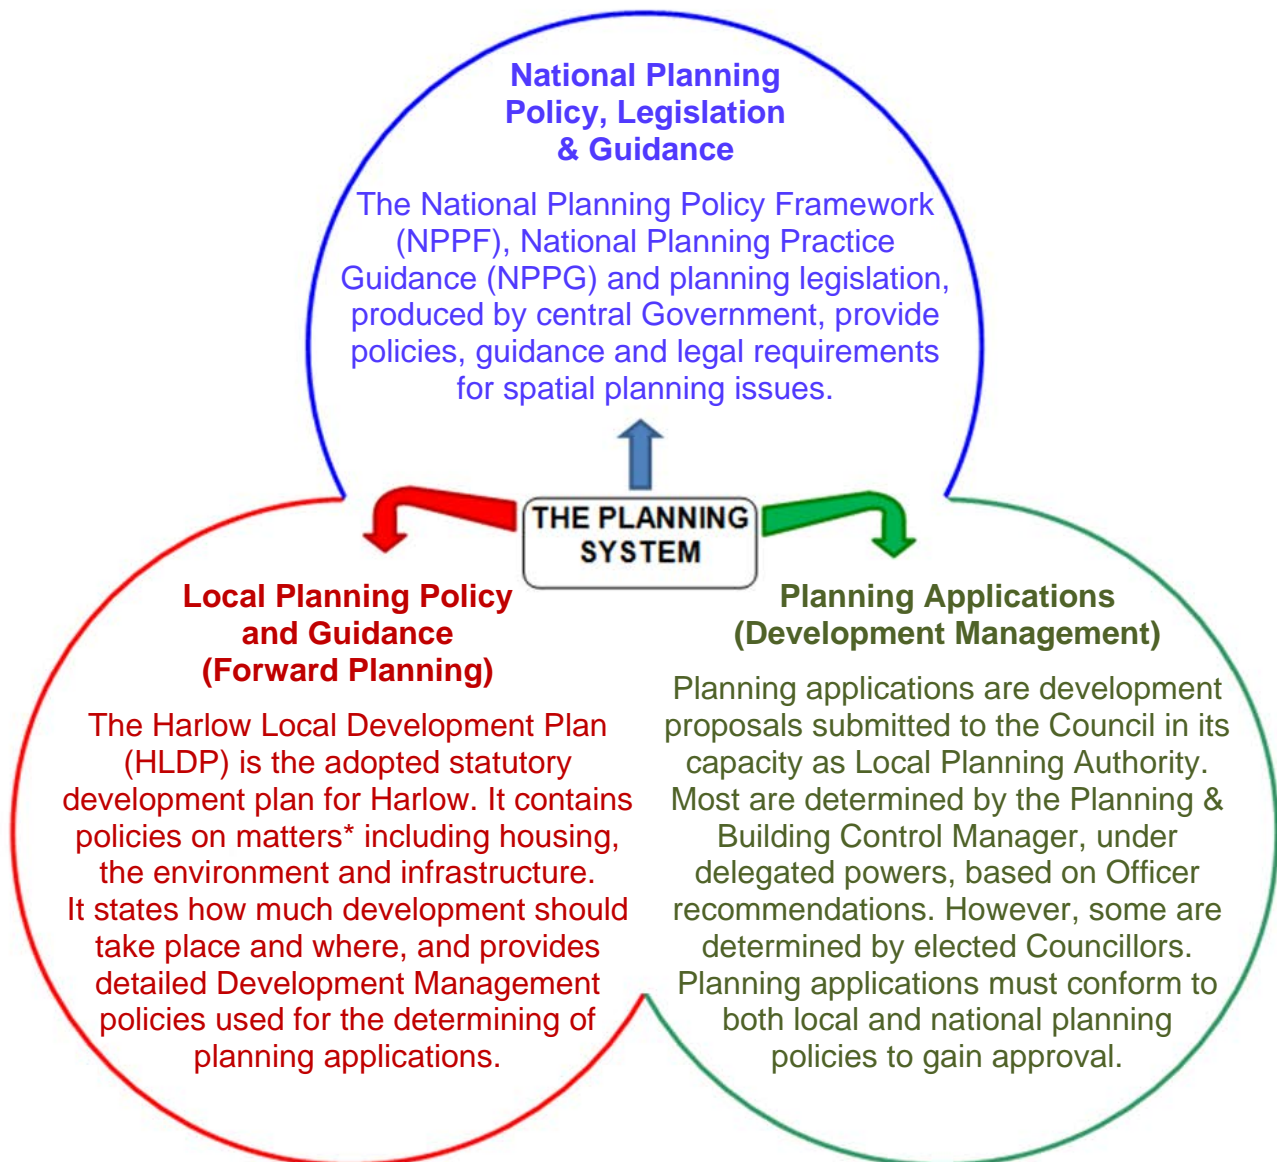 National Planning
Policy, Legislation
& Guidance
The National Planning Policy Framework
(NPPF), National Planning Practice
Guidance (NPPG) and planning legislation,
produced by central Government, provide
policies, guidance and legal requirements
for spatial planning issues.
THE PLANNING
SYSTEM
Local Planning Policy
and Guidance
(Forward Planning)
The Harlow Local Development Plan
(HLDP) is the adopted statutory
development plan for Harlow. It contains
policies on matters* including housing,
the environment and infrastructure.
It states how much development should
take place and where, and provides
detailed Development Management
policies used for the determining of
planning applications.
Planning Applications
(Development Management)
Planning applications are development
proposals submitted to the Council in its
capacity as Local Planning Authority.
Most are determined by the Planning &
Building Control Manager, under
delegated powers, based on Officer
recommendations. However, some are
determined by elected Councillors.
Planning applications must conform to
both local and national planning
policies to gain approval.